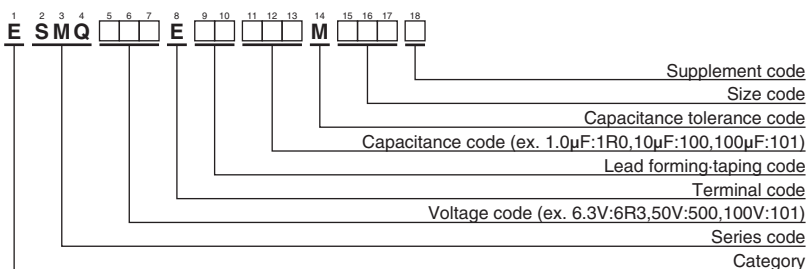 1 2 3 4 5 6 7 8 9 10 11 12 13 14 15 16 17 18
E SMQ E M
Supplement code
Size code
Capacitance tolerance code
Capacitance code (ex. 1.0μF:1R0,10μF:100,100μF:101)
Lead forming·taping code
Terminal code
Voltage code (ex. 6.3V:6R3,50V:500,100V:101)
Series code
Category